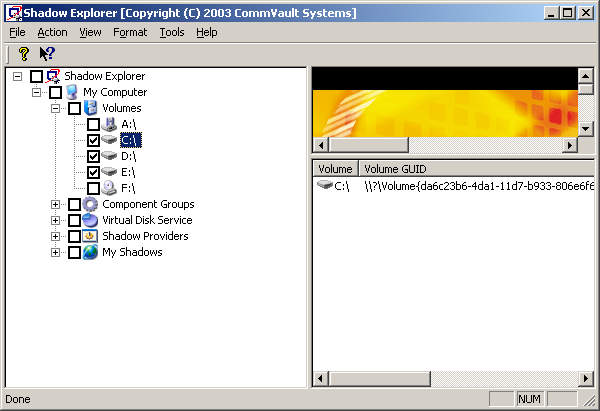 Shadow Explorer [Copyright (C) 2003 CommVault Systems]
File Action View Format Tools Help
Shadow Explorer
My Computer
Volumes
A:\
C:\
D:\
E:\
F:\
Component Groups
Virtual Disk Service
Shadow Providers
My Shadows
Volume Volume GUID
C:\ \\?\Volume{da6c23b6-4da1-11d7-b933-806e6f6
Done NUM